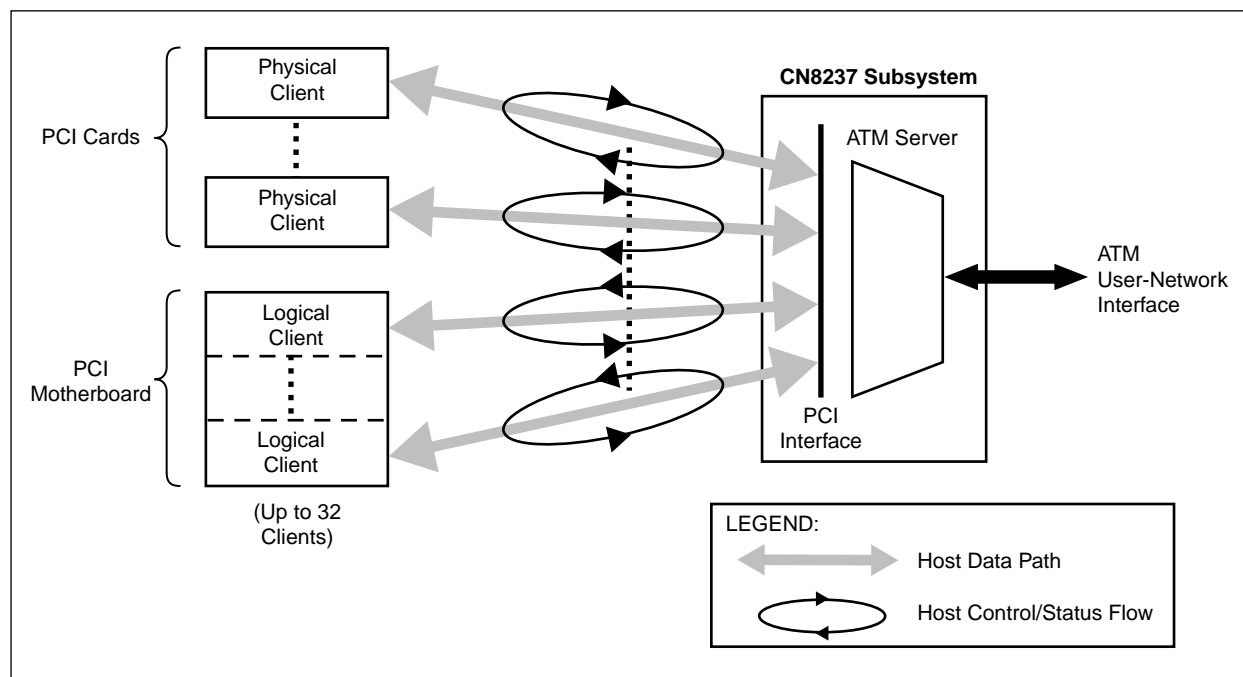 Physical
Client
PCI Cards
Physical
Client
PCI
Motherboard
Logical
Client
Logical
Client
(Up to 32
Clients)
CN8237 Subsystem
ATM Server
PCI
Interface
ATM
User-Network
Interface
LEGEND:
Host Data Path
Host Control/Status Flow